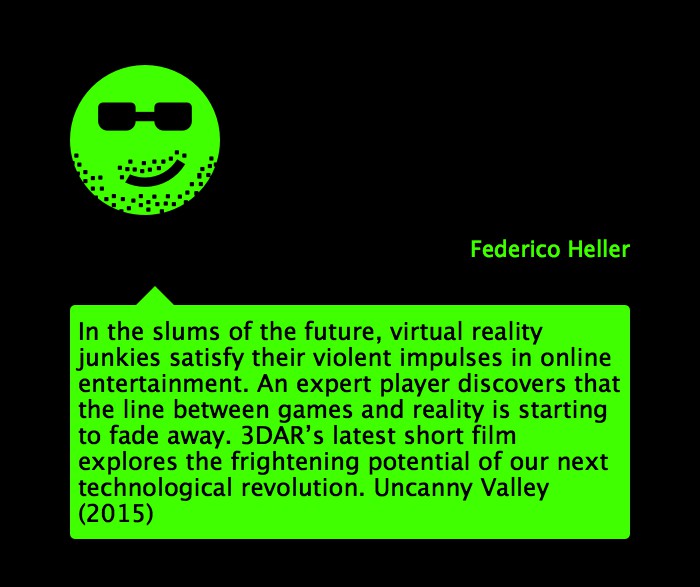 Federico Heller
In the slums of the future, virtual reality
junkies satisfy their violent impulses in online
entertainment. An expert player discovers that
the line between games and reality is starting
to fade away. 3DAR’s latest short film
explores the frightening potential of our next
technological revolution. Uncanny Valley
(2015)